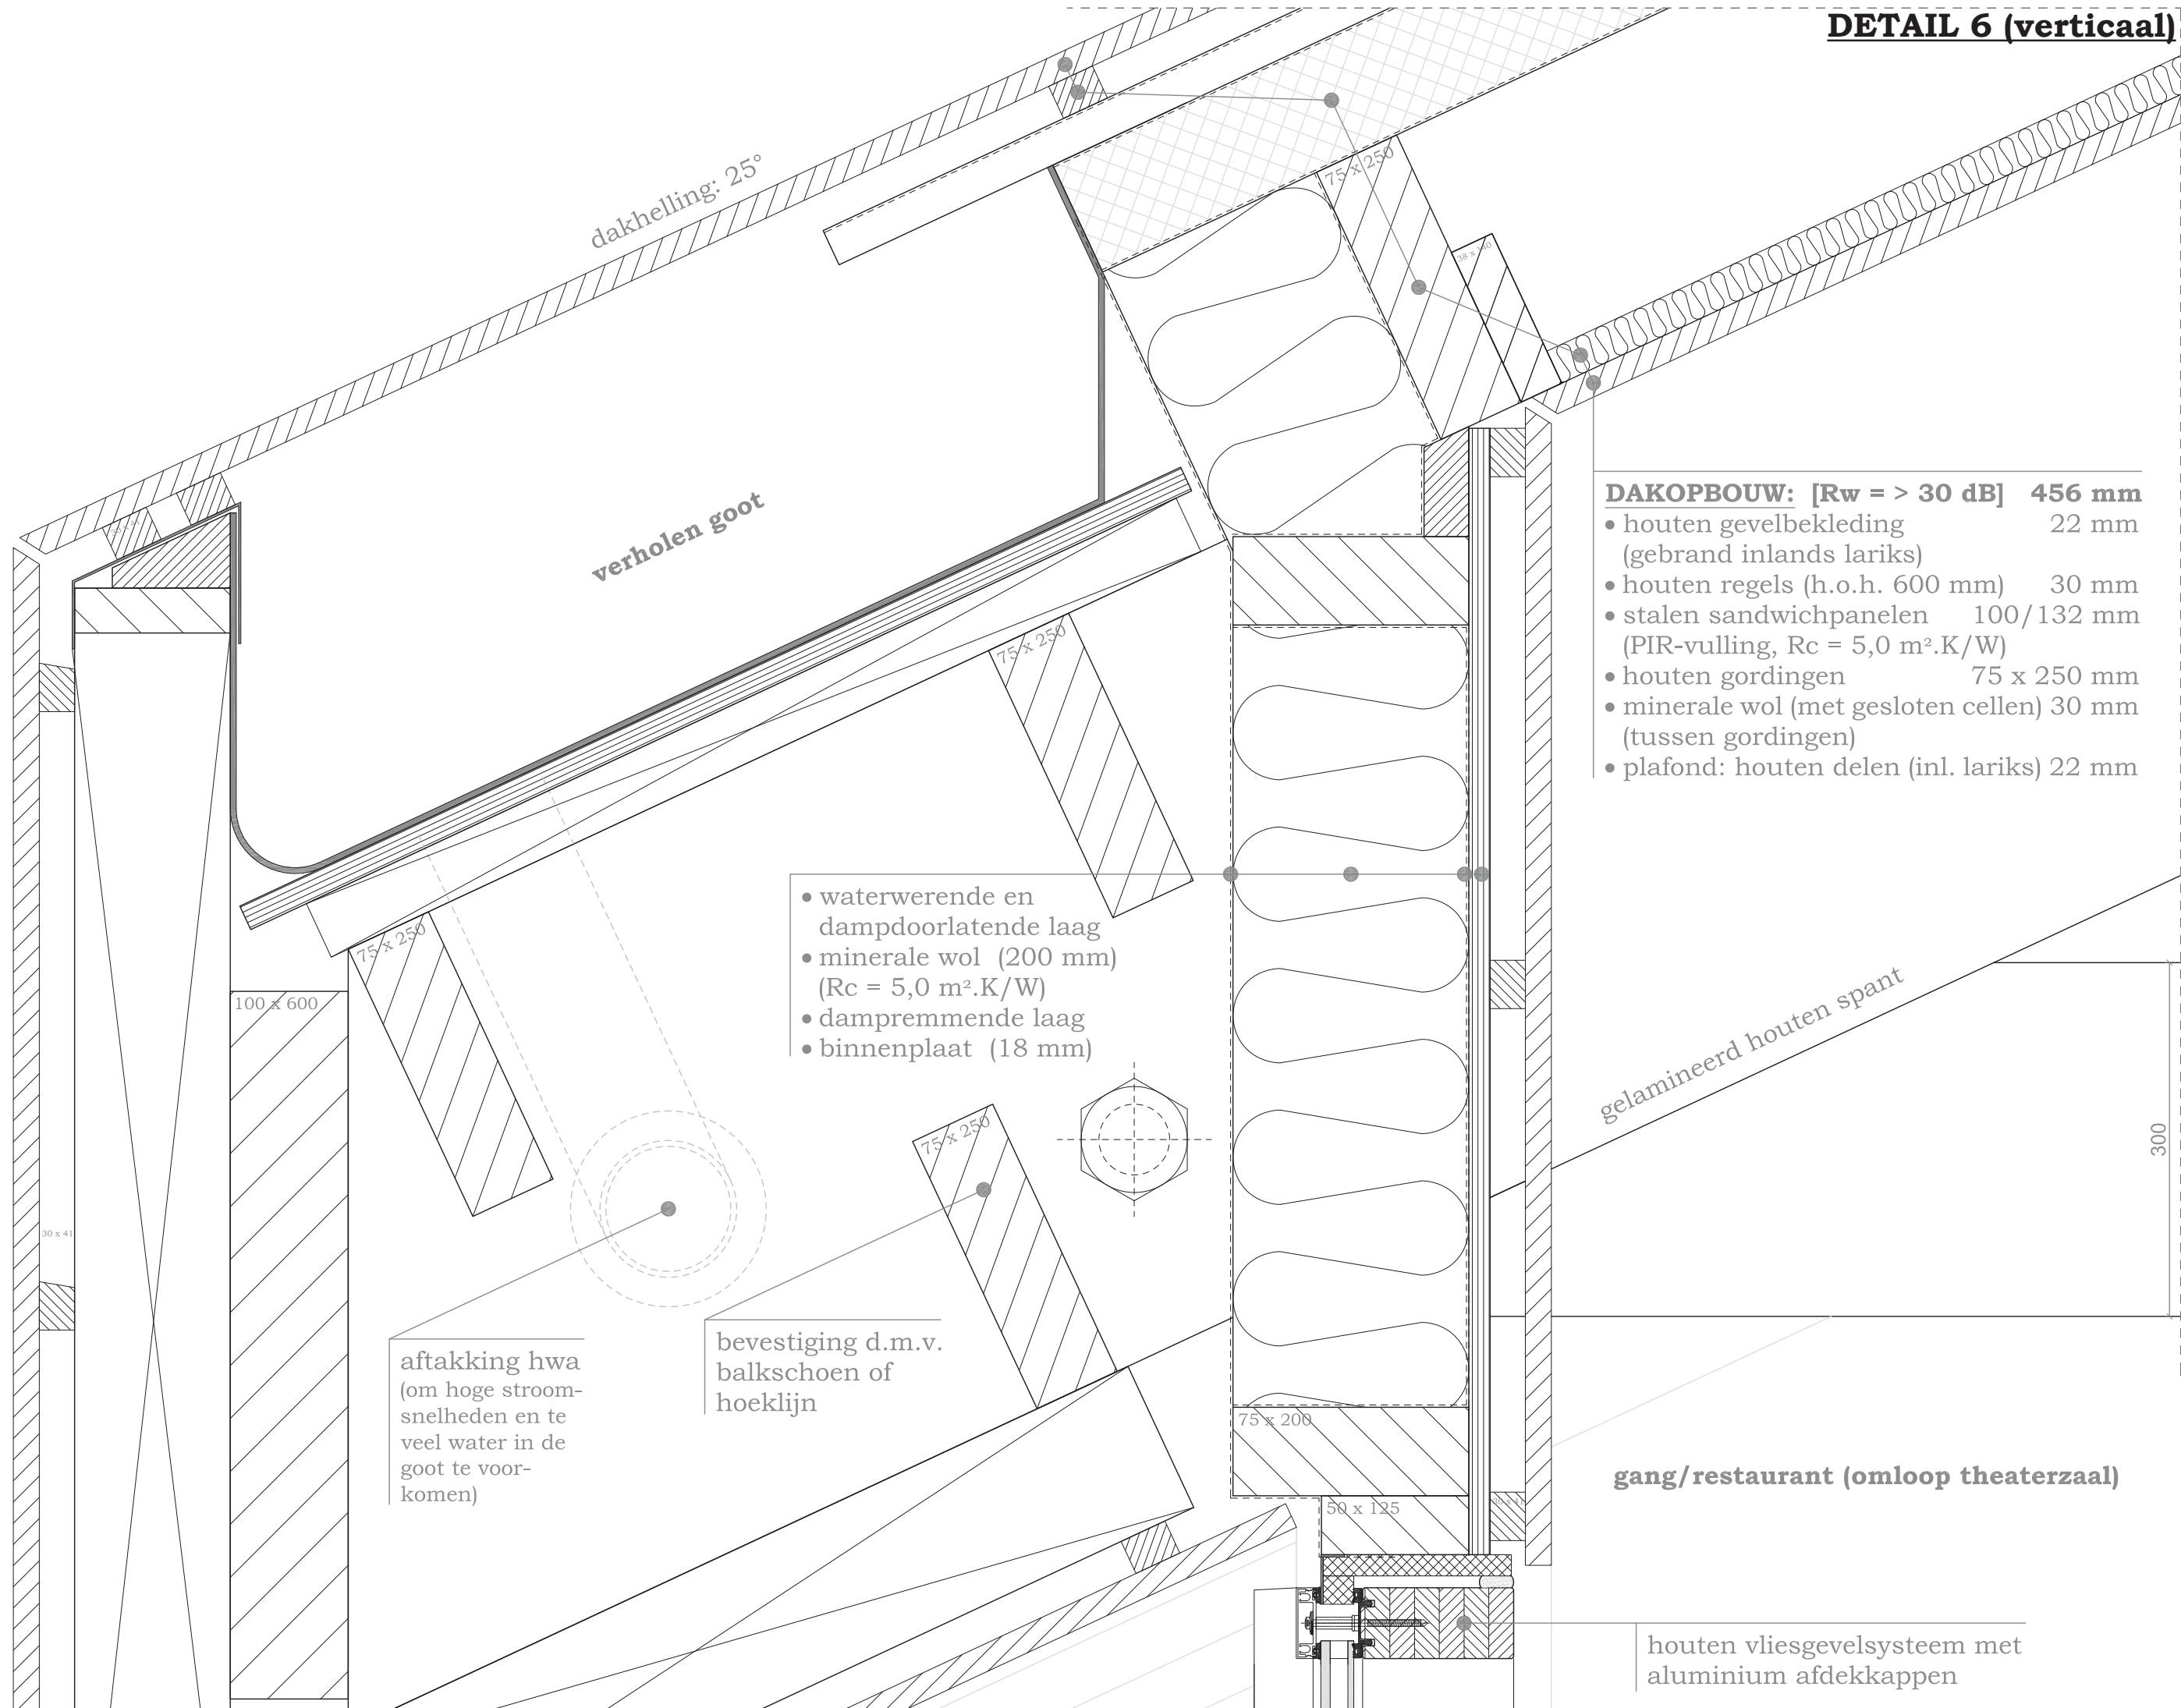 DETAIL 6 (verticaal)
dakhelling: 25°
75 x 250
38 x 140
verholen goot
DAKOPBOUW: [Rw = > 30 dB] 456 mm
• houten gevelbekleding 22 mm
(gebrand inlands lariks)
• houten regels (h.o.h. 600 mm) 30 mm
• stalen sandwichpanelen 100/132 mm
(PIR-vulling, Rc = 5,0 m².K/W)
• houten gordingen 75 x 250 mm
• minerale wol (met gesloten cellen) 30 mm
(tussen gordingen)
• plafond: houten delen (inl. lariks) 22 mm
75 x 250
• waterwerende en
dampdoorlatende laag
• minerale wol (200 mm)
(Rc = 5,0 m².K/W)
• dampremmende laag
• binnenplaat (18 mm)
75 x 250
100 x 600
gelamineerd houten spant
300
75 x 250
30 x 41
aftakking hwa
(om hoge stroom-
snelheden en te
veel water in de
goot te voor-
komen)
bevestiging d.m.v.
balkschoen of
hoeklijn
75 x 200
gang/restaurant (omloop theaterzaal)
50 x 125
houten vliesgevelsysteem met
aluminium afdekkappen